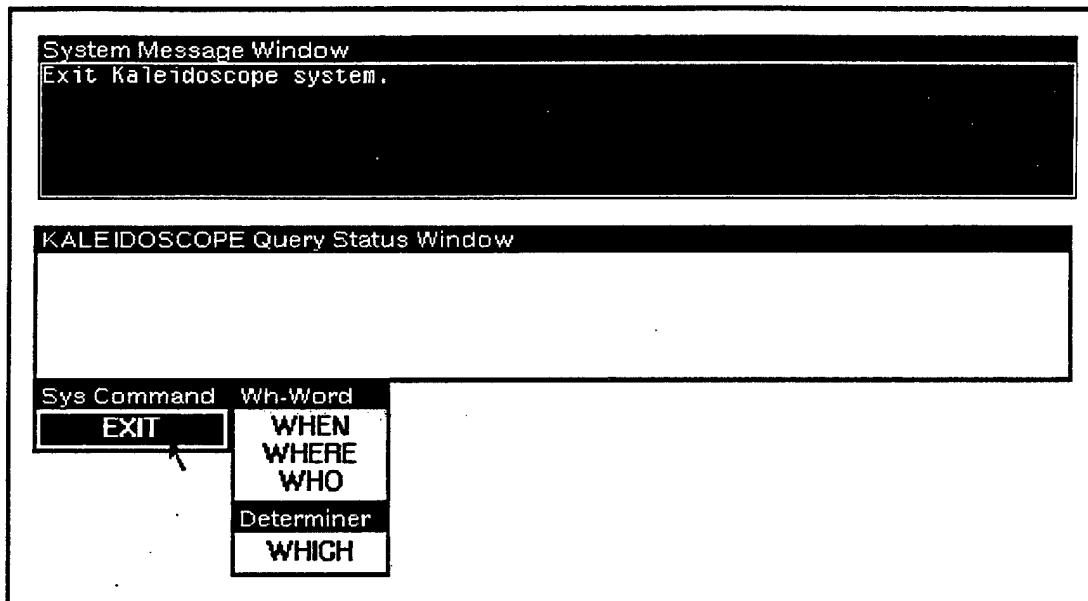 System Message Window
Exit Kaleidoscope system.
KALEIDOSCOPE Query Status Window
Sys Command
EXIT
Wh-Word
WHEN
WHERE
WHO
Determiner
WHICH